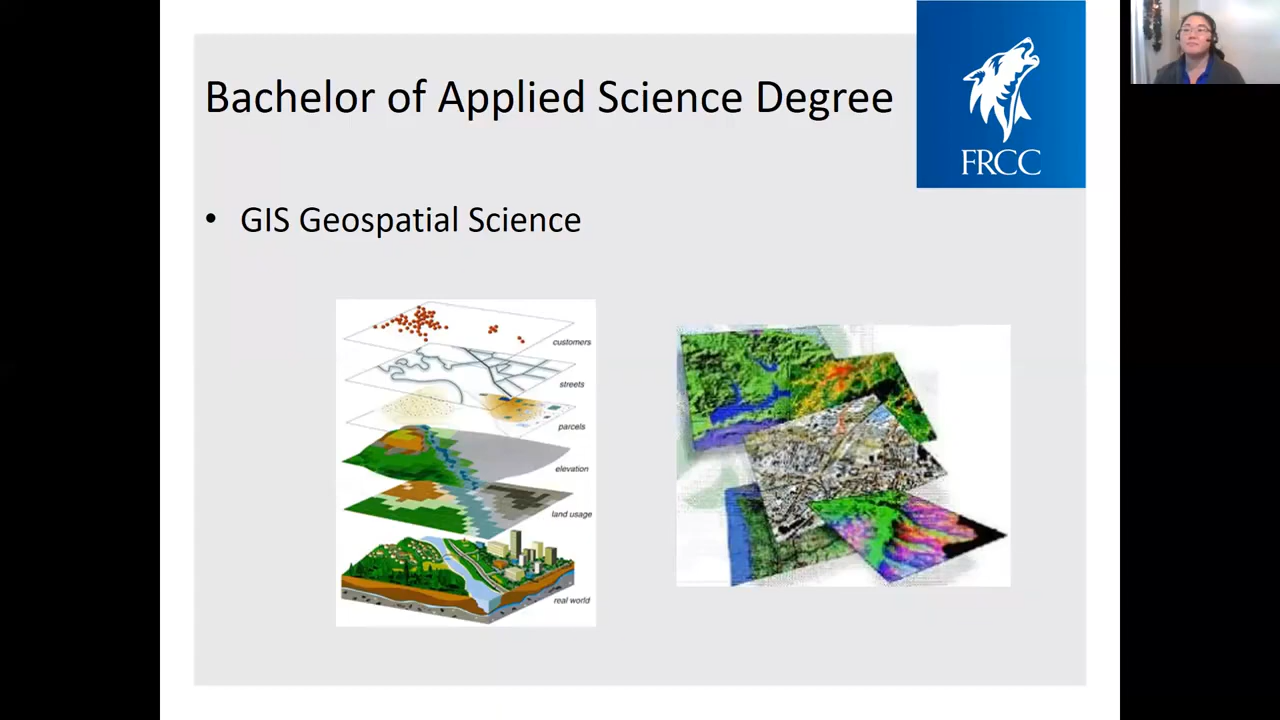 Bachelor of Applied Science Degree
FRCC
• GIS Geospatial Science
customers
streets
parcels
elevation
land usage
real world